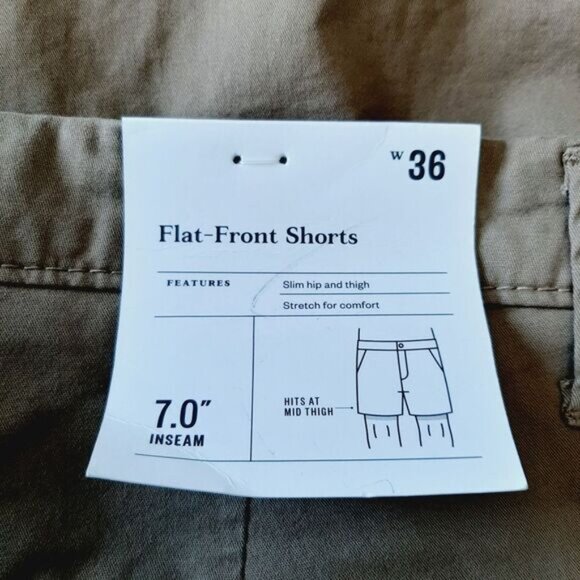 W 36
Flat-Front Shorts
FEATURES
Slim hip and thigh
Stretch for comfort
7.0"
INSEAM
HITS AT
MID THIGH